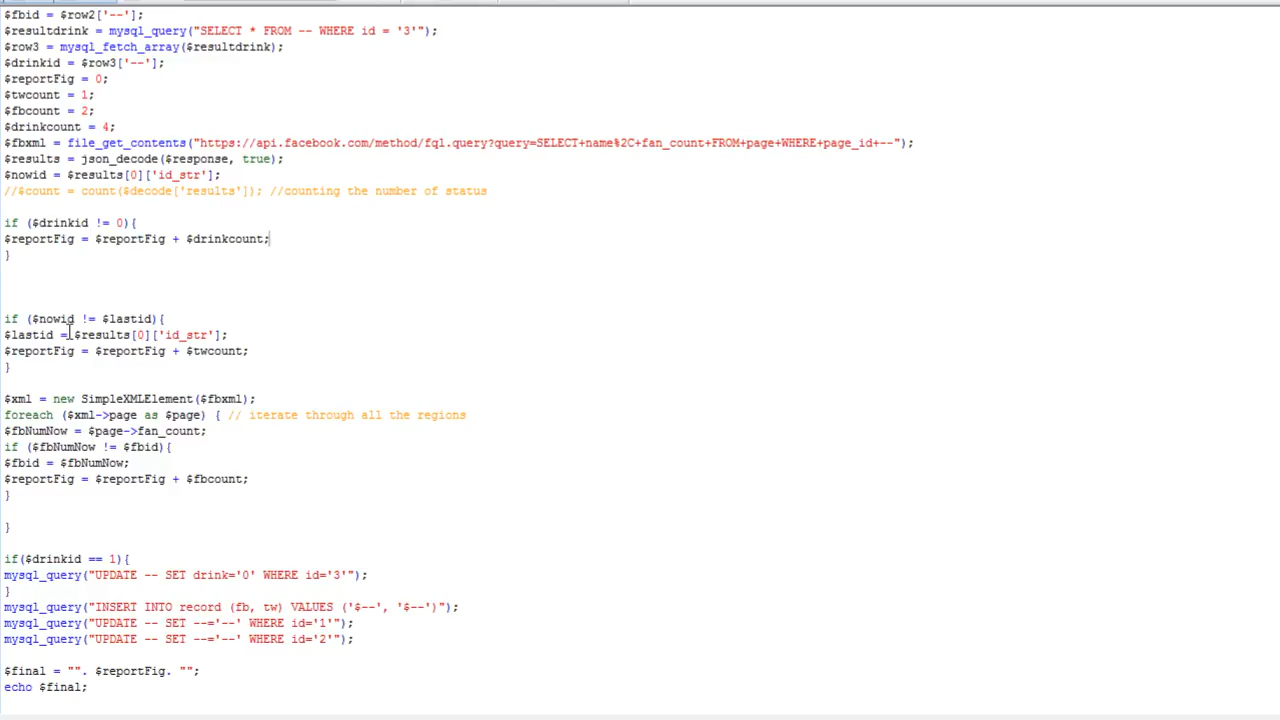 $fbid = $row2['--'];
$resultdrink = mysql_query("SELECT * FROM -- WHERE id = '3'");
$row3 = mysql_fetch_array($resultdrink);
$drinkid = $row3['--'];
$reportFig = 0;
$twcount = 1;
$fbcount = 2;
$drinkcount = 4;
$fbxml = file_get_contents("https://api.facebook.com/method/fql.query?query=SELECT+name%2C+fan_count+FROM+page+WHERE+page_id+--");
$results = json_decode($response, true);
$nowid = $results[0]['id_str'];
//$count = count($decode['results']); //counting the number of status
if ($drinkid != 0){
$reportFig = $reportFig + $drinkcount;
}
if ($nowid != $lastid){
$lastid = $results[0]['id_str'];
$reportFig = $reportFig + $twcount;
}
$xml = new SimpleXMLElement($fbxml);
foreach ($xml->page as $page) { // iterate through all the regions
$fbNumNow = $page->fan_count;
if ($fbNumNow != $fbid){
$fbid = $fbNumNow;
$reportFig = $reportFig + $fbcount;
}
}
if($drinkid == 1){
mysql_query("UPDATE -- SET drink='0' WHERE id='3'");
}
mysql_query("INSERT INTO record (fb, tw) VALUES ('$--', '$--')");
mysql_query("UPDATE -- SET --='--' WHERE id='1'");
mysql_query("UPDATE -- SET --='--' WHERE id='2'");
$final = "". $reportFig. "";
echo $final;